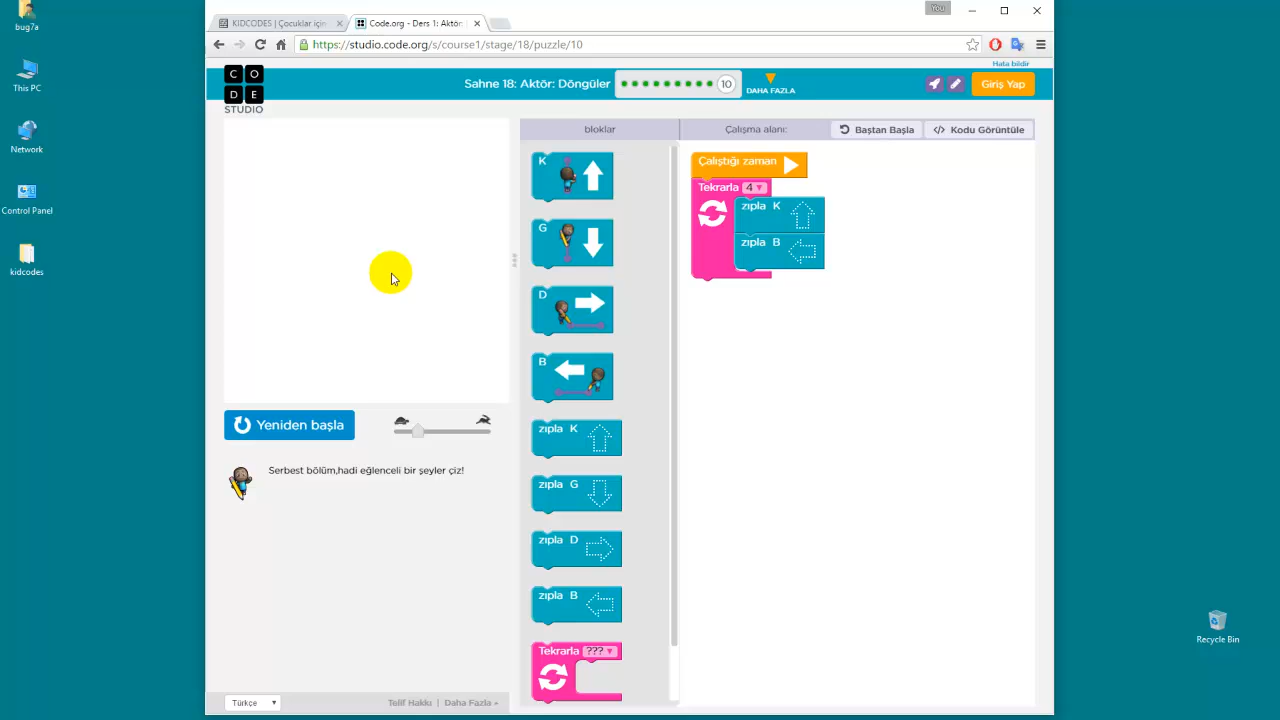 bug7a
This PC
Network
Control Panel
kidcodes
Recycle Bin
You
KIDCODES | Çocuklar için
Code.org - Ders 1: Aktör:
https://studio.code.org/s/course1/stage/18/puzzle/10
Hata bildir
C O
D E
STUDIO
Sahne 18: Aktör: Döngüler
10
DAHA FAZLA
Giriş Yap
bloklar
Çalışma alanı:
Baştan Başla
</> Kodu Görüntüle
K
G
D
B
zıpla K
zıpla G
zıpla D
zıpla B
Tekrarla ???
Çalıştığı zaman
Tekrarla 4
zıpla K
zıpla B
Yeniden başla
Serbest bölüm,hadi eğlenceli bir şeyler çiz!
Türkçe
Telif Hakkı | Daha Fazla